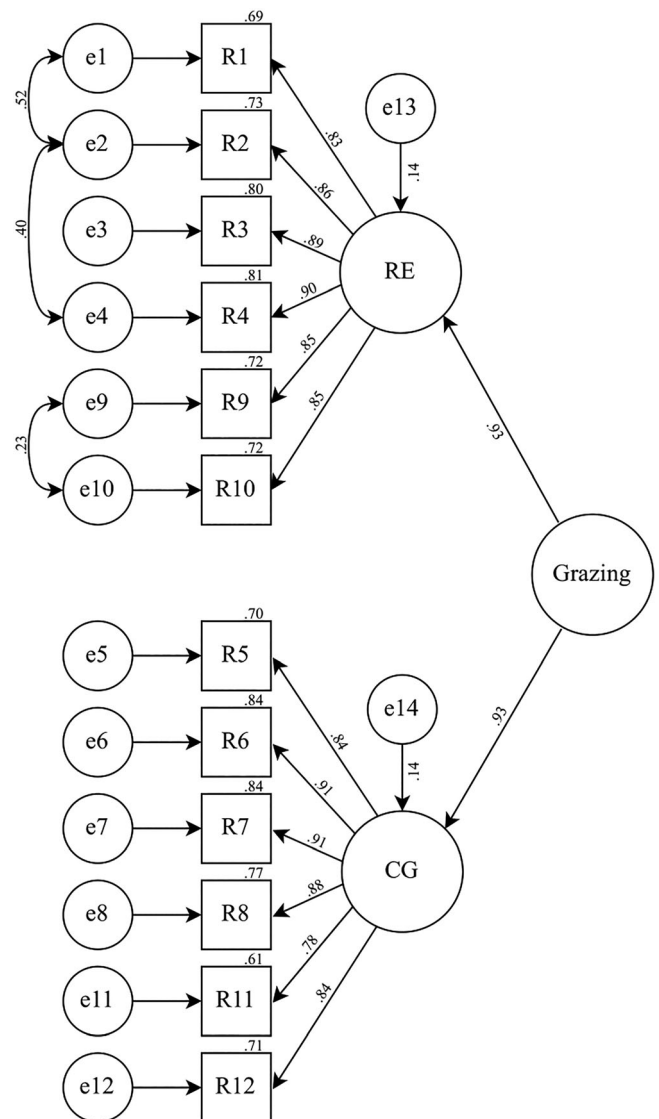 .69
e1 R1
.52
.83
e13
.73
e2 R2
.86
.14
.80
e3 R3
.89
RE
.40
.81
e4 R4
.90
.72
e9 R9
.85
.23
.72
e10 R10
.85
.93
Grazing
.70
e5 R5
.84
e14
.93
.84
e6 R6
.91
.14
.84
e7 R7
.91
CG
.77
e8 R8
.88
.61
e11 R11
.78
.71
e12 R12
.84